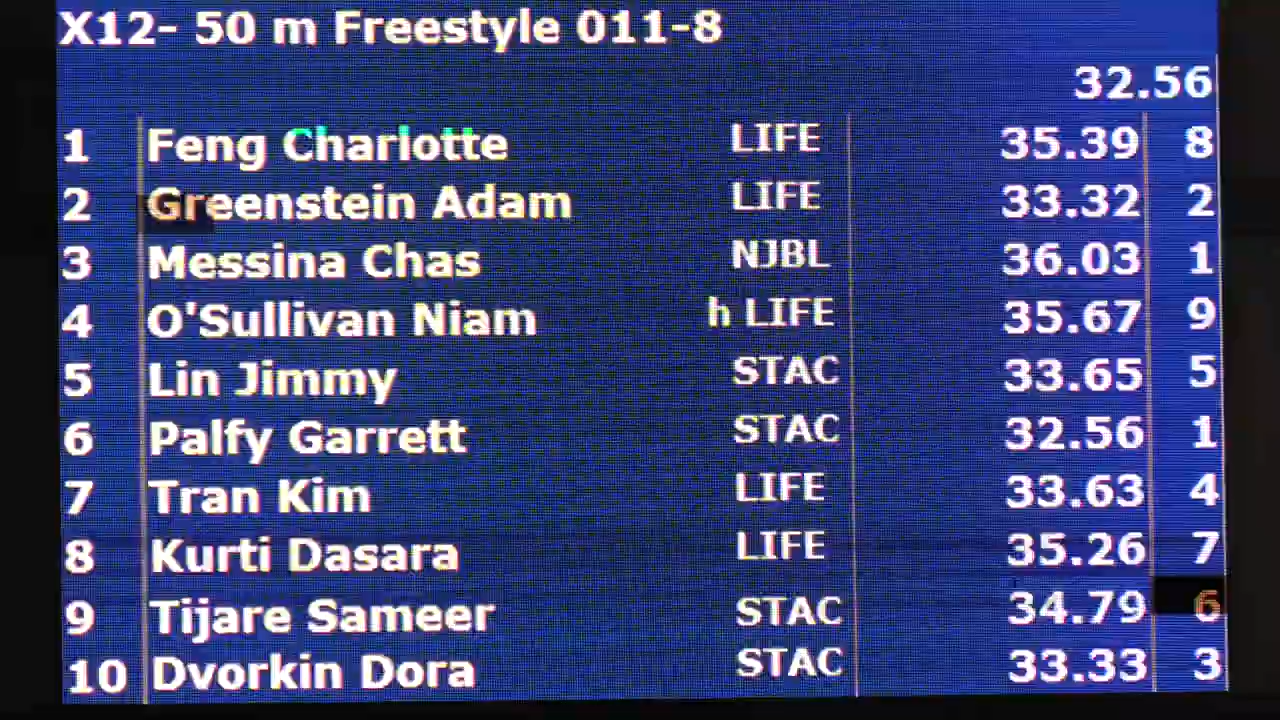 X12- 50 m Freestyle 011-8
32.56
1 Feng Charlotte LIFE 35.39 8
2 Greenstein Adam LIFE 33.32 2
3 Messina Chas NJBL 36.03 1
4 O'Sullivan Niam h LIFE 35.67 9
5 Lin Jimmy STAC 33.65 5
6 Palfy Garrett STAC 32.56 1
7 Tran Kim LIFE 33.63 4
8 Kurti Dasara LIFE 35.26 7
9 Tijare Sameer STAC 34.79 6
10 Dvorkin Dora STAC 33.33 3